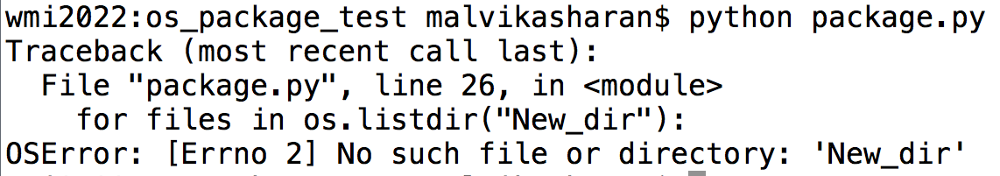 wmi2022:os_package_test malvikasharan$ python package.py
Traceback (most recent call last):
  File "package.py", line 26, in <module>
    for files in os.listdir("New_dir"):
OSError: [Errno 2] No such file or directory: 'New_dir'